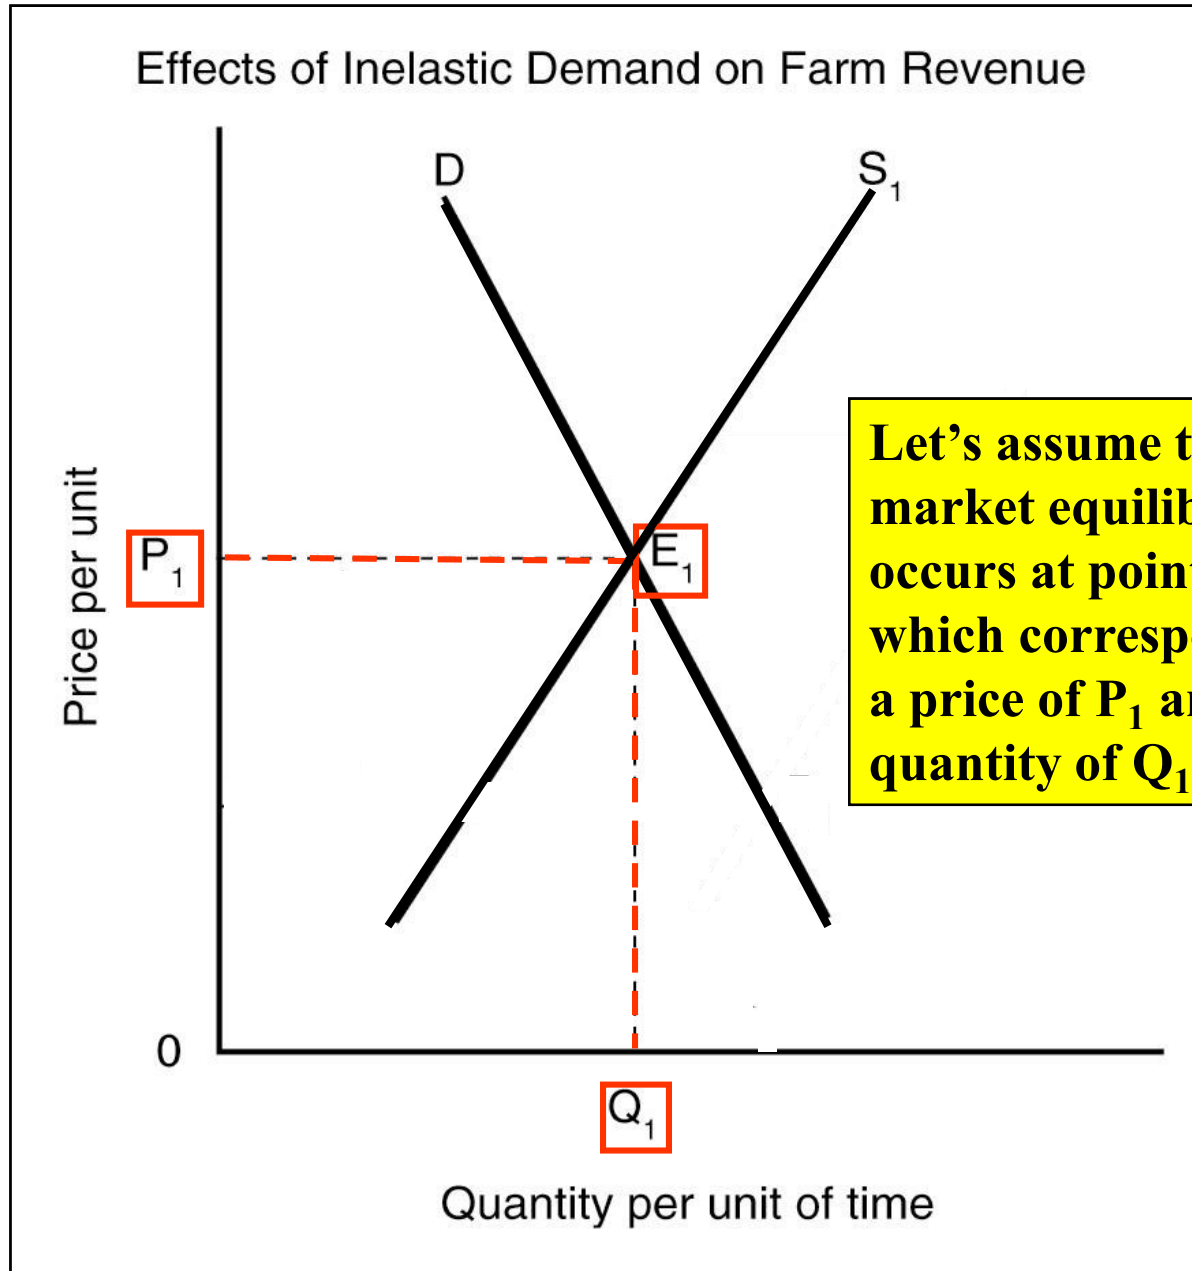 Effects of Inelastic Demand on Farm Revenue
D
S₁
Let’s assume t
market equilib
occurs at point
which corresp
a price of P₁ a
quantity of Q₁
Price per unit
P₁
E₁
0
Q₁
Quantity per unit of time